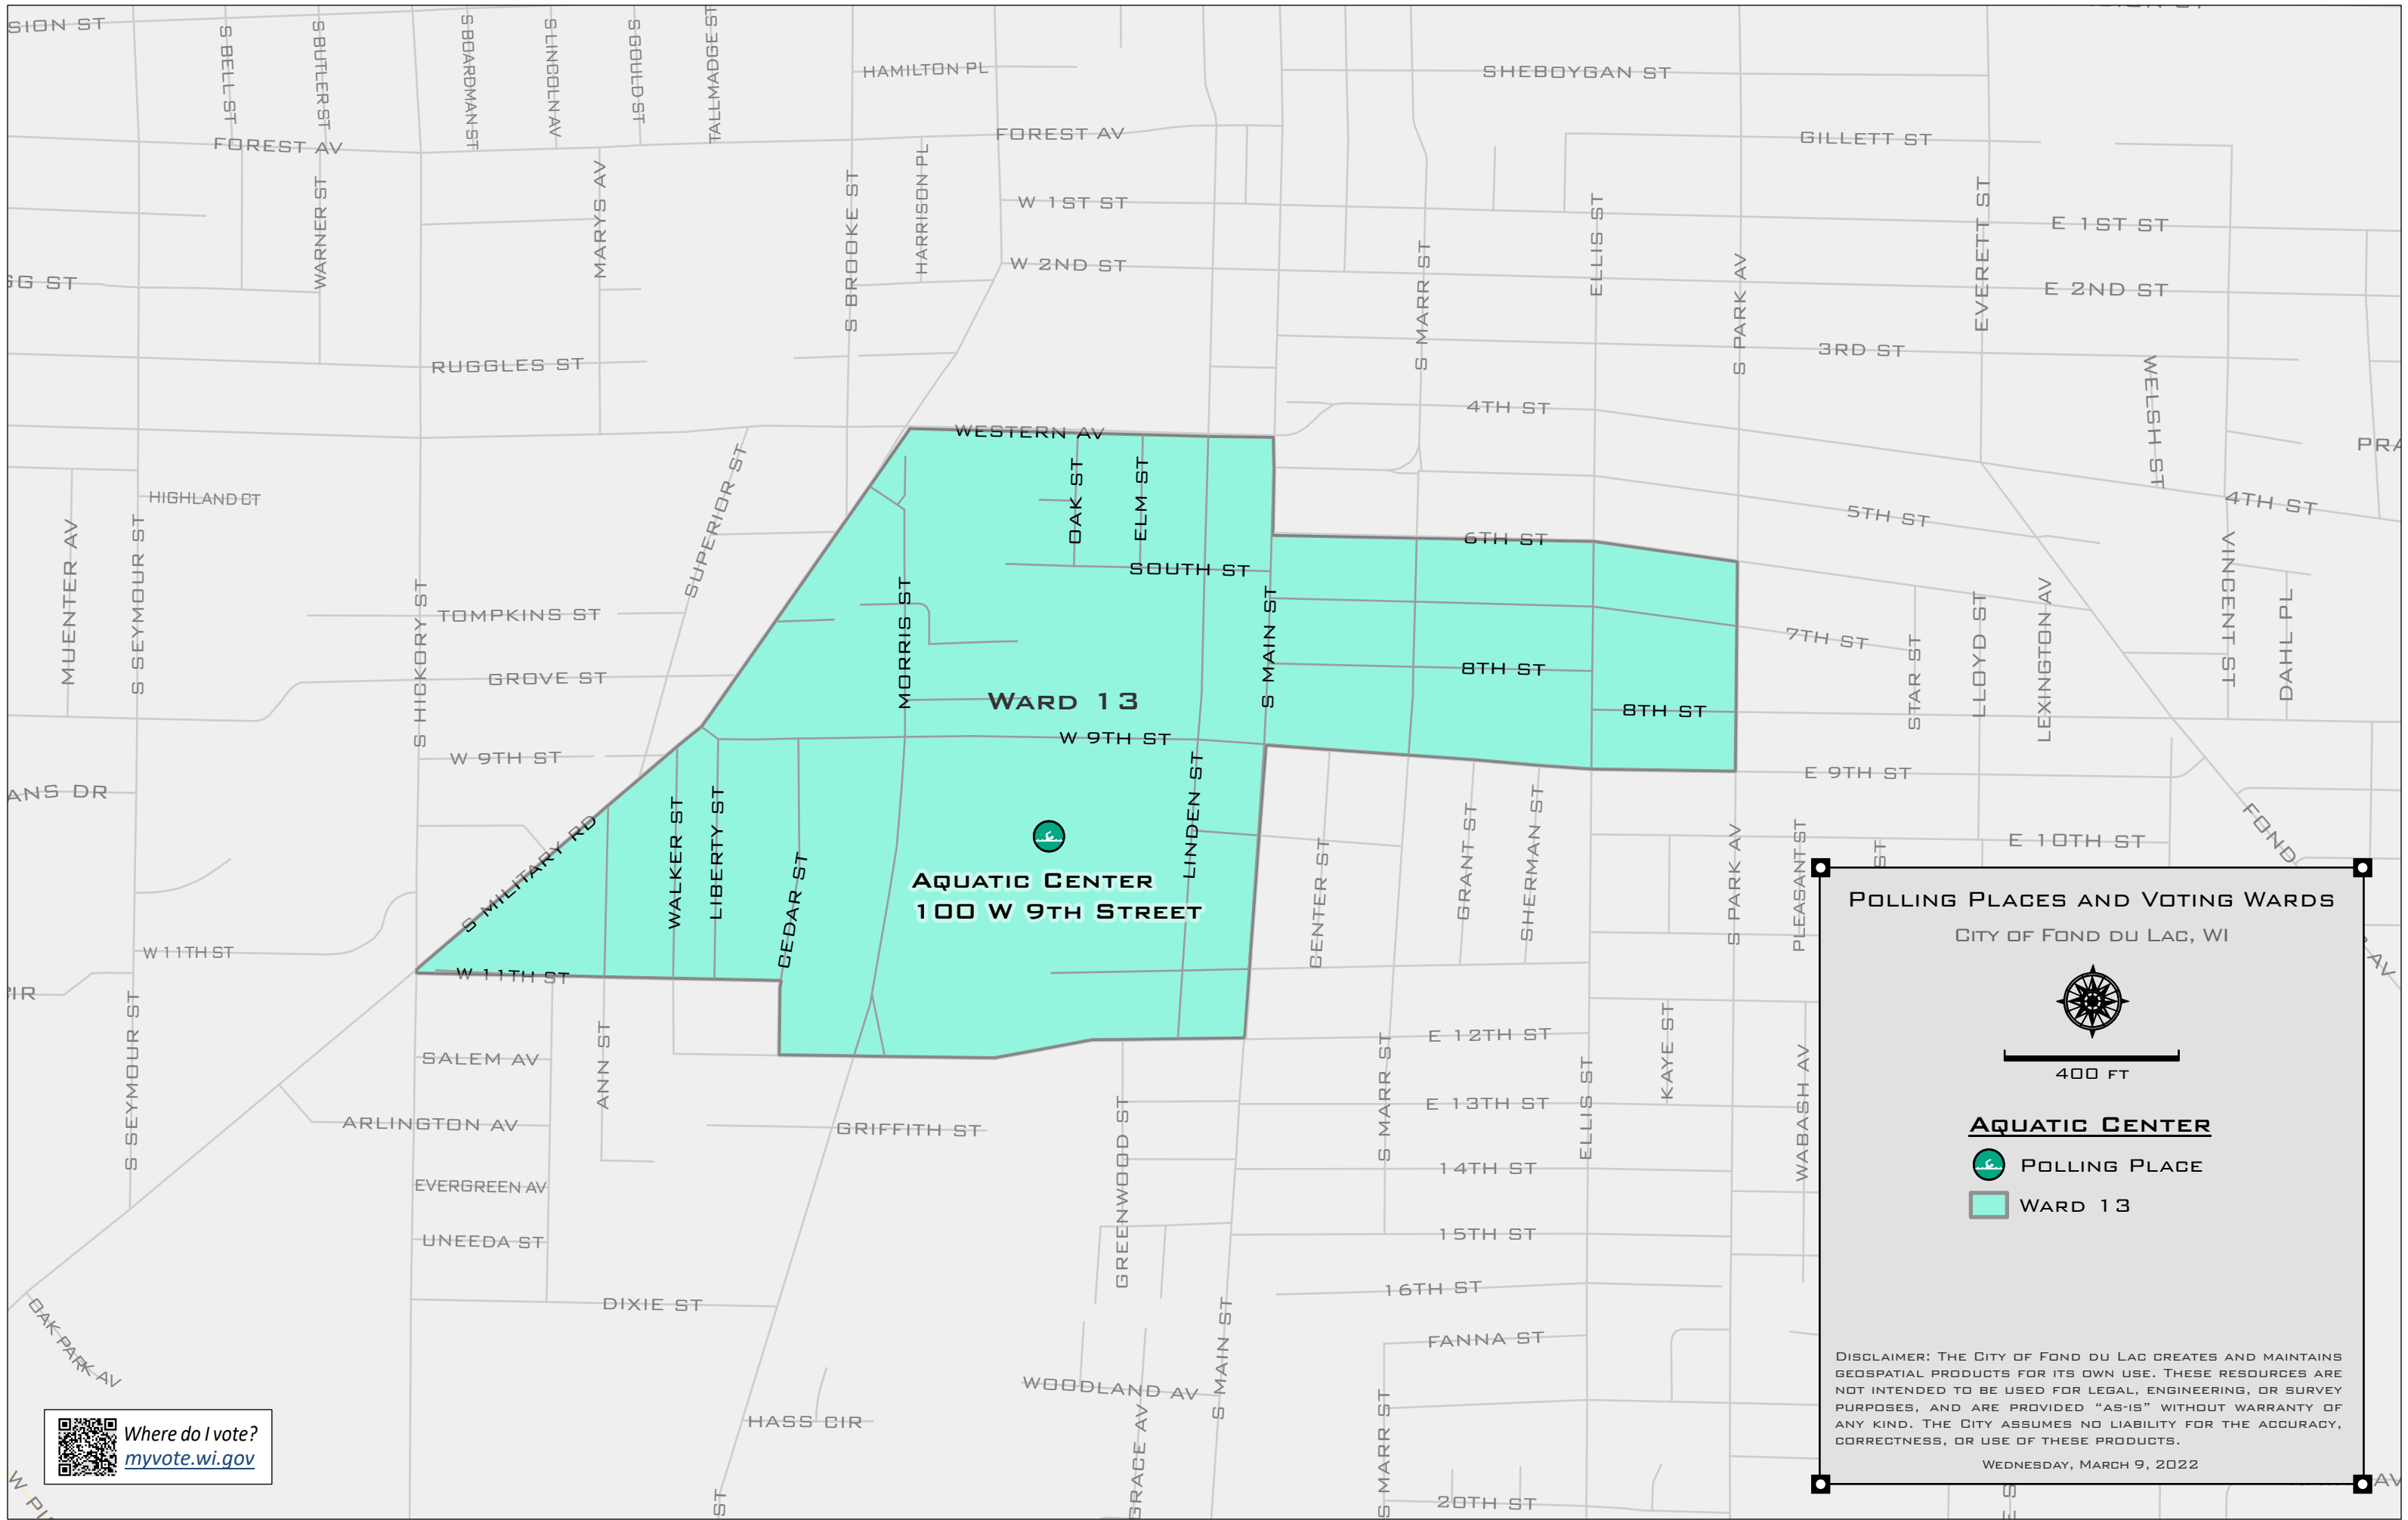 SION ST
S BELL ST
S BUTLER ST
S BOARDMAN ST
S LINCOLN AV
S GOULD ST
TALLMADGE ST
HAMILTON PL
SHEBOYGAN ST
FOREST AV
FOREST AV
GILLETT ST
WARNER ST
MARYS AV
S BROOKE ST
HARRISON PL
W 1ST ST
E 1ST ST
W 2ND ST
E 2ND ST
GG ST
S MARR ST
ELLIS ST
S PARK AV
EVERETT ST
3RD ST
WELSH ST
RUGGLES ST
4TH ST
WESTERN AV
PRA
HIGHLAND CT
SUPERIOR ST
OAK ST
ELM ST
4TH ST
5TH ST
6TH ST
MUENTER AV
S SEYMOUR ST
S HICKORY ST
TOMPKINS ST
SOUTH ST
MORRIS ST
S MAIN ST
7TH ST
STAR ST
LLOYD ST
LEXINGTON AV
VINCENT ST
DAHL PL
GROVE ST
8TH ST
WARD 13
8TH ST
W 9TH ST
W 9TH ST
E 9TH ST
ANS DR
S MILITARY RD
WALKER ST
LIBERTY ST
CEDAR ST
LINDEN ST
AQUATIC CENTER
100 W 9TH STREET
CENTER ST
GRANT ST
SHERMAN ST
S PARK AV
PLEASANT ST
ST
E 10TH ST
FOND
AV
W 11TH ST
W 11TH ST
CIR
S SEYMOUR ST
SALEM AV
ANN ST
ARLINGTON AV
GRIFFITH ST
EVERGREEN AV
UNEEDA ST
GREENWOOD ST
E 12TH ST
E 13TH ST
S MARR ST
ELLIS ST
KAYE ST
WABASH AV
14TH ST
15TH ST
16TH ST
DIXIE ST
OAK PARK AV
FANNA ST
S MAIN ST
WOODLAND AV
HASS CIR
GRACE AV
S MARR ST
20TH ST
ST
W PI
AV
POLLING PLACES AND VOTING WARDS
CITY OF FOND DU LAC, WI
400 FT
AQUATIC CENTER
POLLING PLACE
WARD 13
DISCLAIMER: THE CITY OF FOND DU LAC CREATES AND MAINTAINS
GEOSPATIAL PRODUCTS FOR ITS OWN USE. THESE RESOURCES ARE
NOT INTENDED TO BE USED FOR LEGAL, ENGINEERING, OR SURVEY
PURPOSES, AND ARE PROVIDED “AS-IS” WITHOUT WARRANTY OF
ANY KIND. THE CITY ASSUMES NO LIABILITY FOR THE ACCURACY,
CORRECTNESS, OR USE OF THESE PRODUCTS.
WEDNESDAY, MARCH 9, 2022
Where do I vote?
myvote.wi.gov